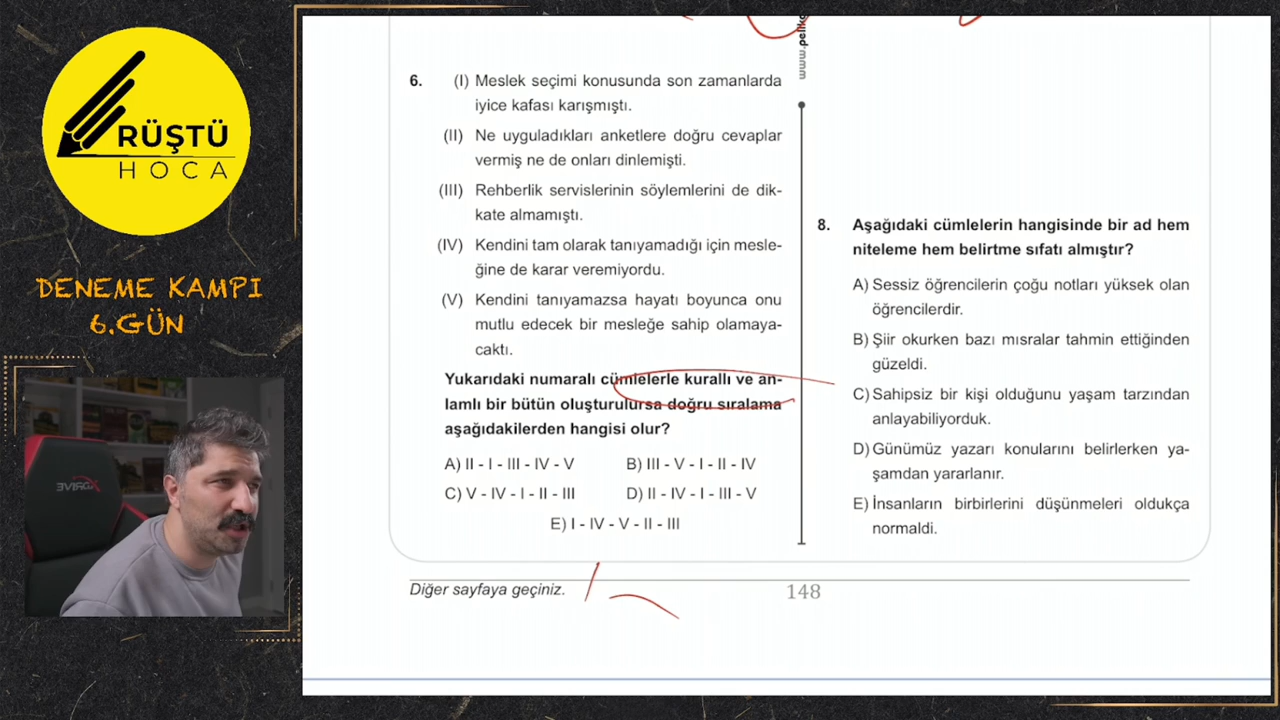 RÜŞTÜ
HOCA
DENEME KAMPI
6.GÜN
XDRIVE
6. (I) Meslek seçimi konusunda son zamanlarda
iyice kafası karışmıştı.
(II) Ne uyguladıkları anketlere doğru cevaplar
vermiş ne de onları dinlemişti.
(III) Rehberlik servislerinin söylemlerini de dik-
kate almamıştı.
(IV) Kendini tam olarak tanıyamadığı için mesle-
ğine de karar veremiyordu.
(V) Kendini tanıyamazsa hayatı boyunca onu
mutlu edecek bir mesleğe sahip olamaya-
caktı.
Yukarıdaki numaralı cümlelerle kurallı ve an-
lamlı bir bütün oluşturulursa doğru sıralama
aşağıdakilerden hangisi olur?
A) II - I - III - IV - V B) III - V - I - II - IV
C) V - IV - I - II - III D) II - IV - I - III - V
E) I - IV - V - II - III
Diğer sayfaya geçiniz.
148
8. Aşağıdaki cümlelerin hangisinde bir ad hem
niteleme hem belirtme sıfatı almıştır?
A) Sessiz öğrencilerin çoğu notları yüksek olan
öğrencilerdir.
B) Şiir okurken bazı mısralar tahmin ettiğinden
güzeldi.
C) Sahipsiz bir kişi olduğunu yaşam tarzından
anlayabiliyorduk.
D) Günümüz yazarı konularını belirlerken ya-
şamdan yararlanır.
E) İnsanların birbirlerini düşünmeleri oldukça
normaldi.